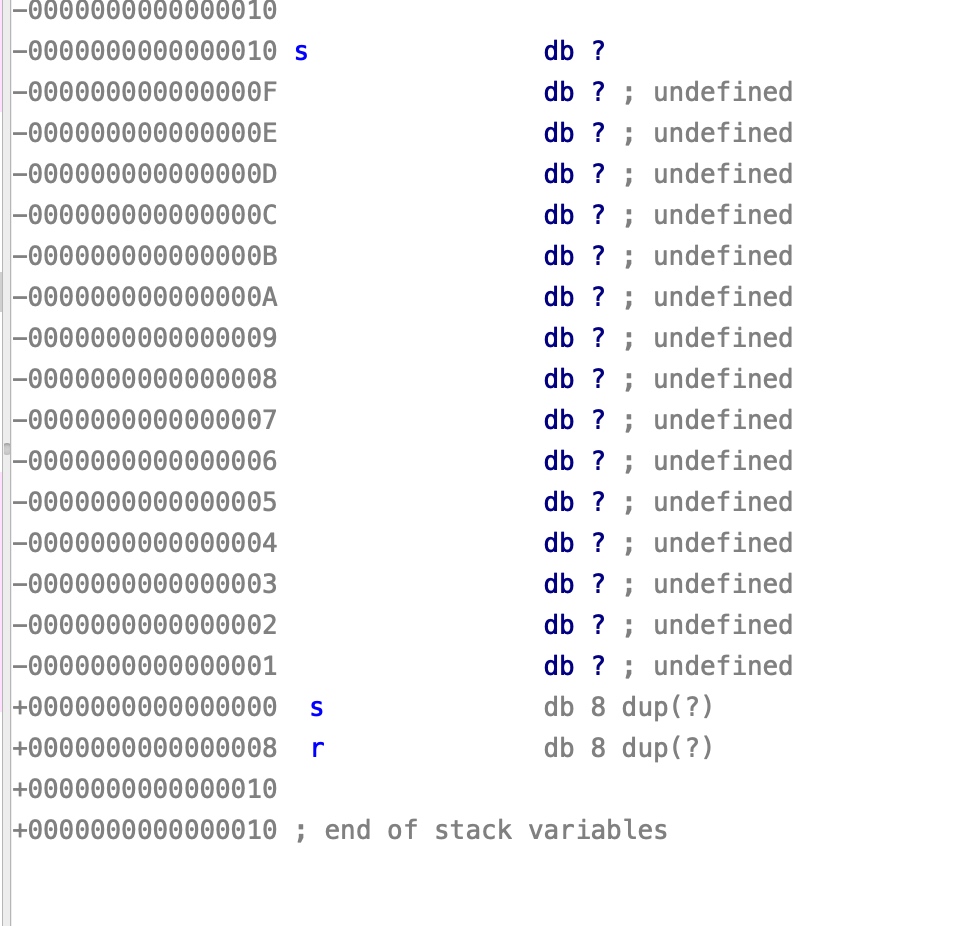 -0000000000000010
-0000000000000010 s               db ?
-000000000000000F                 db ? ; undefined
-000000000000000E                 db ? ; undefined
-000000000000000D                 db ? ; undefined
-000000000000000C                 db ? ; undefined
-000000000000000B                 db ? ; undefined
-000000000000000A                 db ? ; undefined
-0000000000000009                 db ? ; undefined
-0000000000000008                 db ? ; undefined
-0000000000000007                 db ? ; undefined
-0000000000000006                 db ? ; undefined
-0000000000000005                 db ? ; undefined
-0000000000000004                 db ? ; undefined
-0000000000000003                 db ? ; undefined
-0000000000000002                 db ? ; undefined
-0000000000000001                 db ? ; undefined
+0000000000000000  s              db 8 dup(?)
+0000000000000008  r              db 8 dup(?)
+0000000000000010
+0000000000000010 ; end of stack variables